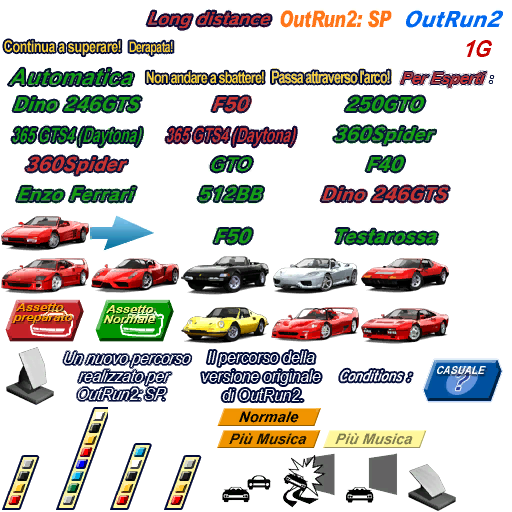 Long distance OutRun2: SP OutRun2
Continua a superare! Derapata! 1G
Automatica Non andare a sbattere! Passa attraverso l'arco! Per Esperti :
Dino 246GTS F50 250GTO
365 GTS4 (Daytona) 365 GTS4 (Daytona) 360Spider
360Spider GTO F40
Enzo Ferrari 512BB Dino 246GTS
F50 Testarossa
Assetto
preparato
Assetto
Normale
Un nuovo percorso
realizzato per
OutRun2: SP.
Il percorso della
versione originale
di OutRun2.
Conditions :
CASUALE
?
Normale
Più Musica Più Musica